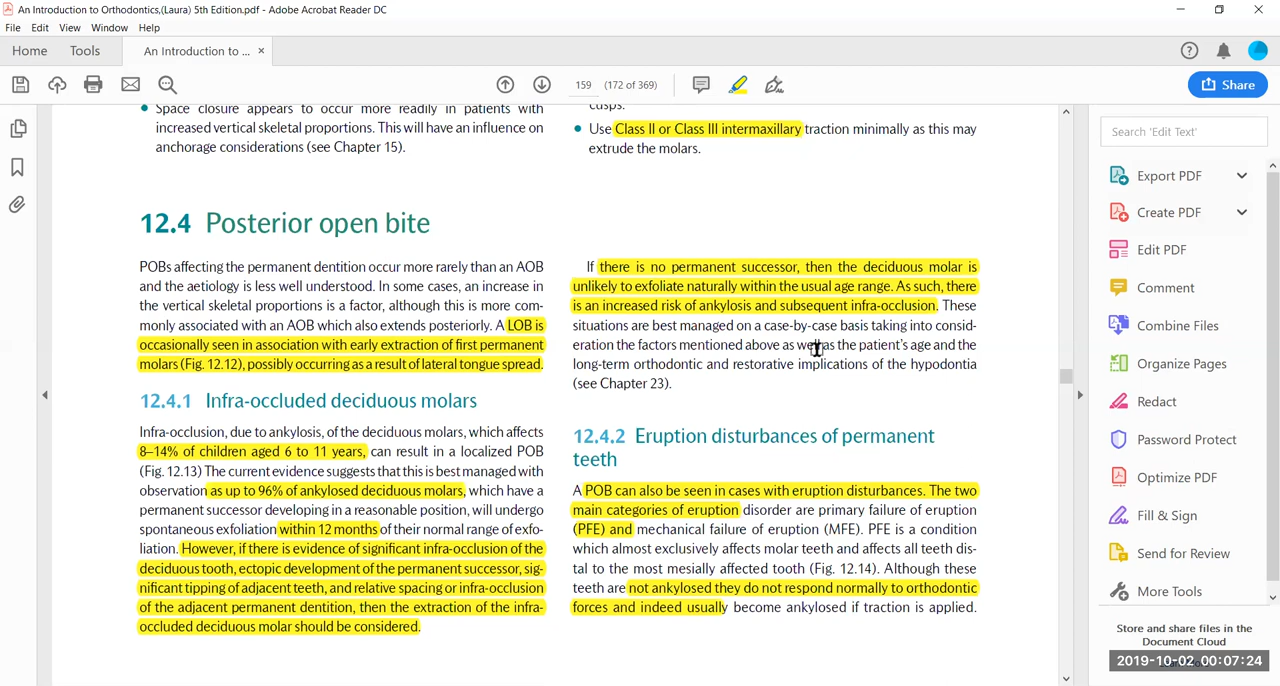 An Introduction to Orthodontics,(Laura) 5th Edition.pdf - Adobe Acrobat Reader DC
File Edit View Window Help
Home Tools An Introduction to ... ×
159 (172 of 369)
Share
Space closure appears to occur more readily in patients with
increased vertical skeletal proportions. This will have an influence on
anchorage considerations (see Chapter 15).
12.4 Posterior open bite
POBs affecting the permanent dentition occur more rarely than an AOB
and the aetiology is less well understood. In some cases, an increase in
the vertical skeletal proportions is a factor, although this is more com-
monly associated with an AOB which also extends posteriorly. A LOB is
occasionally seen in association with early extraction of first permanent
molars (Fig. 12.12), possibly occurring as a result of lateral tongue spread.
12.4.1 Infra-occluded deciduous molars
Infra-occlusion, due to ankylosis, of the deciduous molars, which affects
8–14% of children aged 6 to 11 years, can result in a localized POB
(Fig. 12.13) The current evidence suggests that this is best managed with
observation as up to 96% of ankylosed deciduous molars, which have a
permanent successor developing in a reasonable position, will undergo
spontaneous exfoliation within 12 months of their normal range of exfo-
liation. However, if there is evidence of significant infra-occlusion of the
deciduous tooth, ectopic development of the permanent successor, sig-
nificant tipping of adjacent teeth, and relative spacing or infra-occlusion
of the adjacent permanent dentition, then the extraction of the infra-
occluded deciduous molar should be considered.
cusps.
Use Class II or Class III intermaxillary traction minimally as this may
extrude the molars.
If there is no permanent successor, then the deciduous molar is
unlikely to exfoliate naturally within the usual age range. As such, there
is an increased risk of ankylosis and subsequent infra-occlusion. These
situations are best managed on a case-by-case basis taking into consid-
eration the factors mentioned above as well as the patient's age and the
long-term orthodontic and restorative implications of the hypodontia
(see Chapter 23).
12.4.2 Eruption disturbances of permanent
teeth
A POB can also be seen in cases with eruption disturbances. The two
main categories of eruption disorder are primary failure of eruption
(PFE) and mechanical failure of eruption (MFE). PFE is a condition
which almost exclusively affects molar teeth and affects all teeth dis-
tal to the most mesially affected tooth (Fig. 12.14). Although these
teeth are not ankylosed they do not respond normally to orthodontic
forces and indeed usually become ankylosed if traction is applied.
Search 'Edit Text'
Export PDF
Create PDF
Edit PDF
Comment
Combine Files
Organize Pages
Redact
Password Protect
Optimize PDF
Fill & Sign
Send for Review
More Tools
Store and share files in the
Document Cloud
2019-10-02 00:07:24